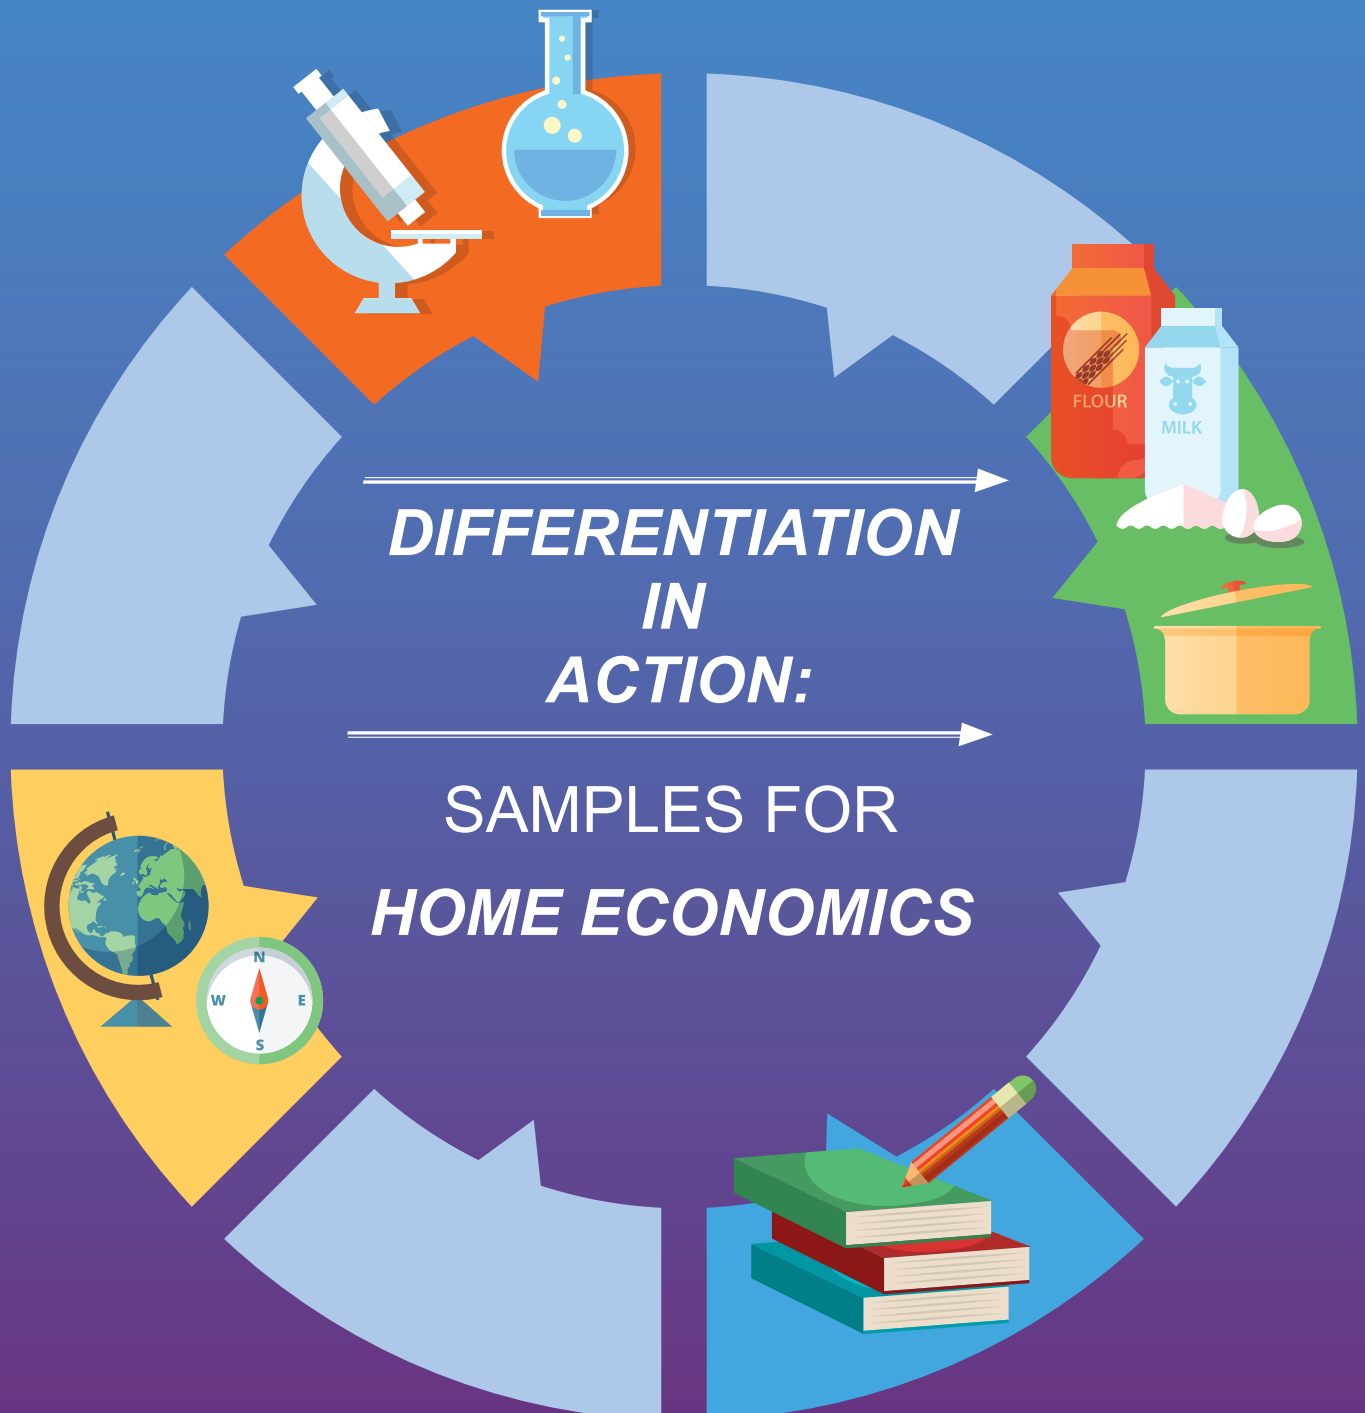 FLOUR
MILK
DIFFERENTIATION
IN
ACTION:
SAMPLES FOR
HOME ECONOMICS
N
W E
S